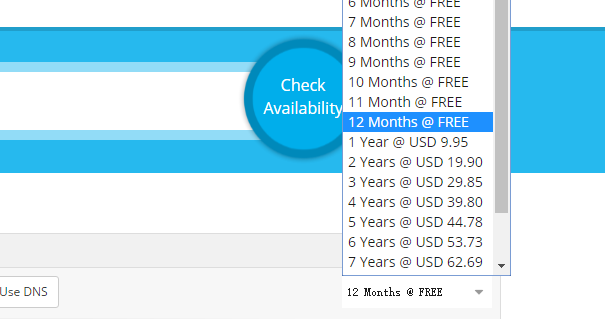 6 Months @ FREE
7 Months @ FREE
8 Months @ FREE
9 Months @ FREE
10 Months @ FREE
11 Month @ FREE
12 Months @ FREE
1 Year @ USD 9.95
2 Years @ USD 19.90
3 Years @ USD 29.85
4 Years @ USD 39.80
5 Years @ USD 44.78
6 Years @ USD 53.73
7 Years @ USD 62.69
Check
Availability
Use DNS
12 Months @ FREE